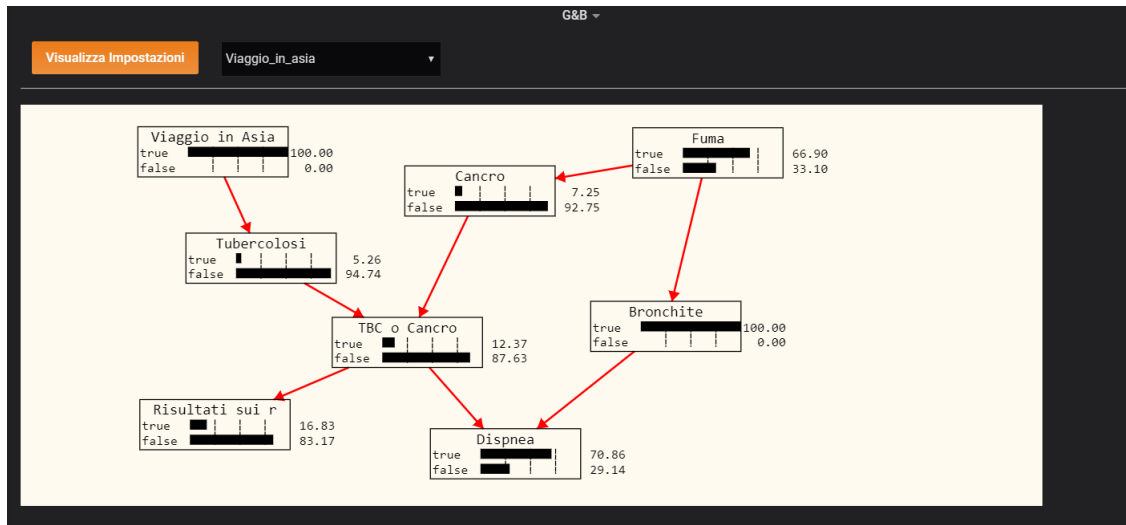 G&B
Visualizza Impostazioni
Viaggio_in_asia
Viaggio in Asia
true 100.00
false 0.00
Fuma
true 66.90
false 33.10
Cancro
true 7.25
false 92.75
Tubercolosi
true 5.26
false 94.74
Bronchite
true 100.00
false 0.00
TBC o Cancro
true 12.37
false 87.63
Risultati sui r
true 16.83
false 83.17
Dispnea
true 70.86
false 29.14